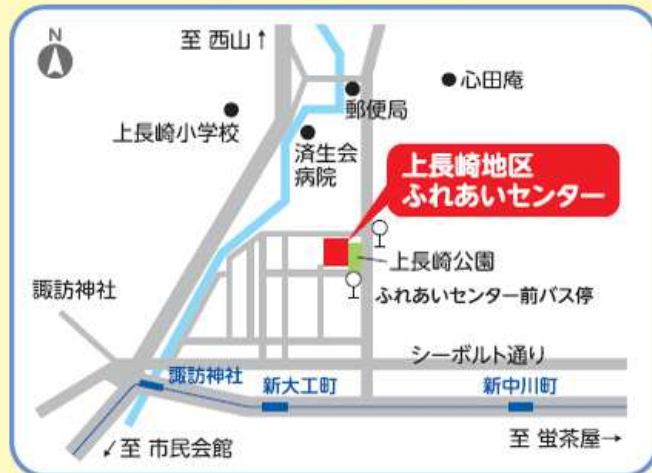 N
至 西山↑
心田庵
郵便局
上長崎小学校
済生会
病院
上長崎地区
ふれあいセンター
上長崎公園
ふれあいセンター前バス停
諏訪神社
シーボルト通り
諏訪神社
新大工町
新中川町
↙至 市民会館
至 蛍茶屋→